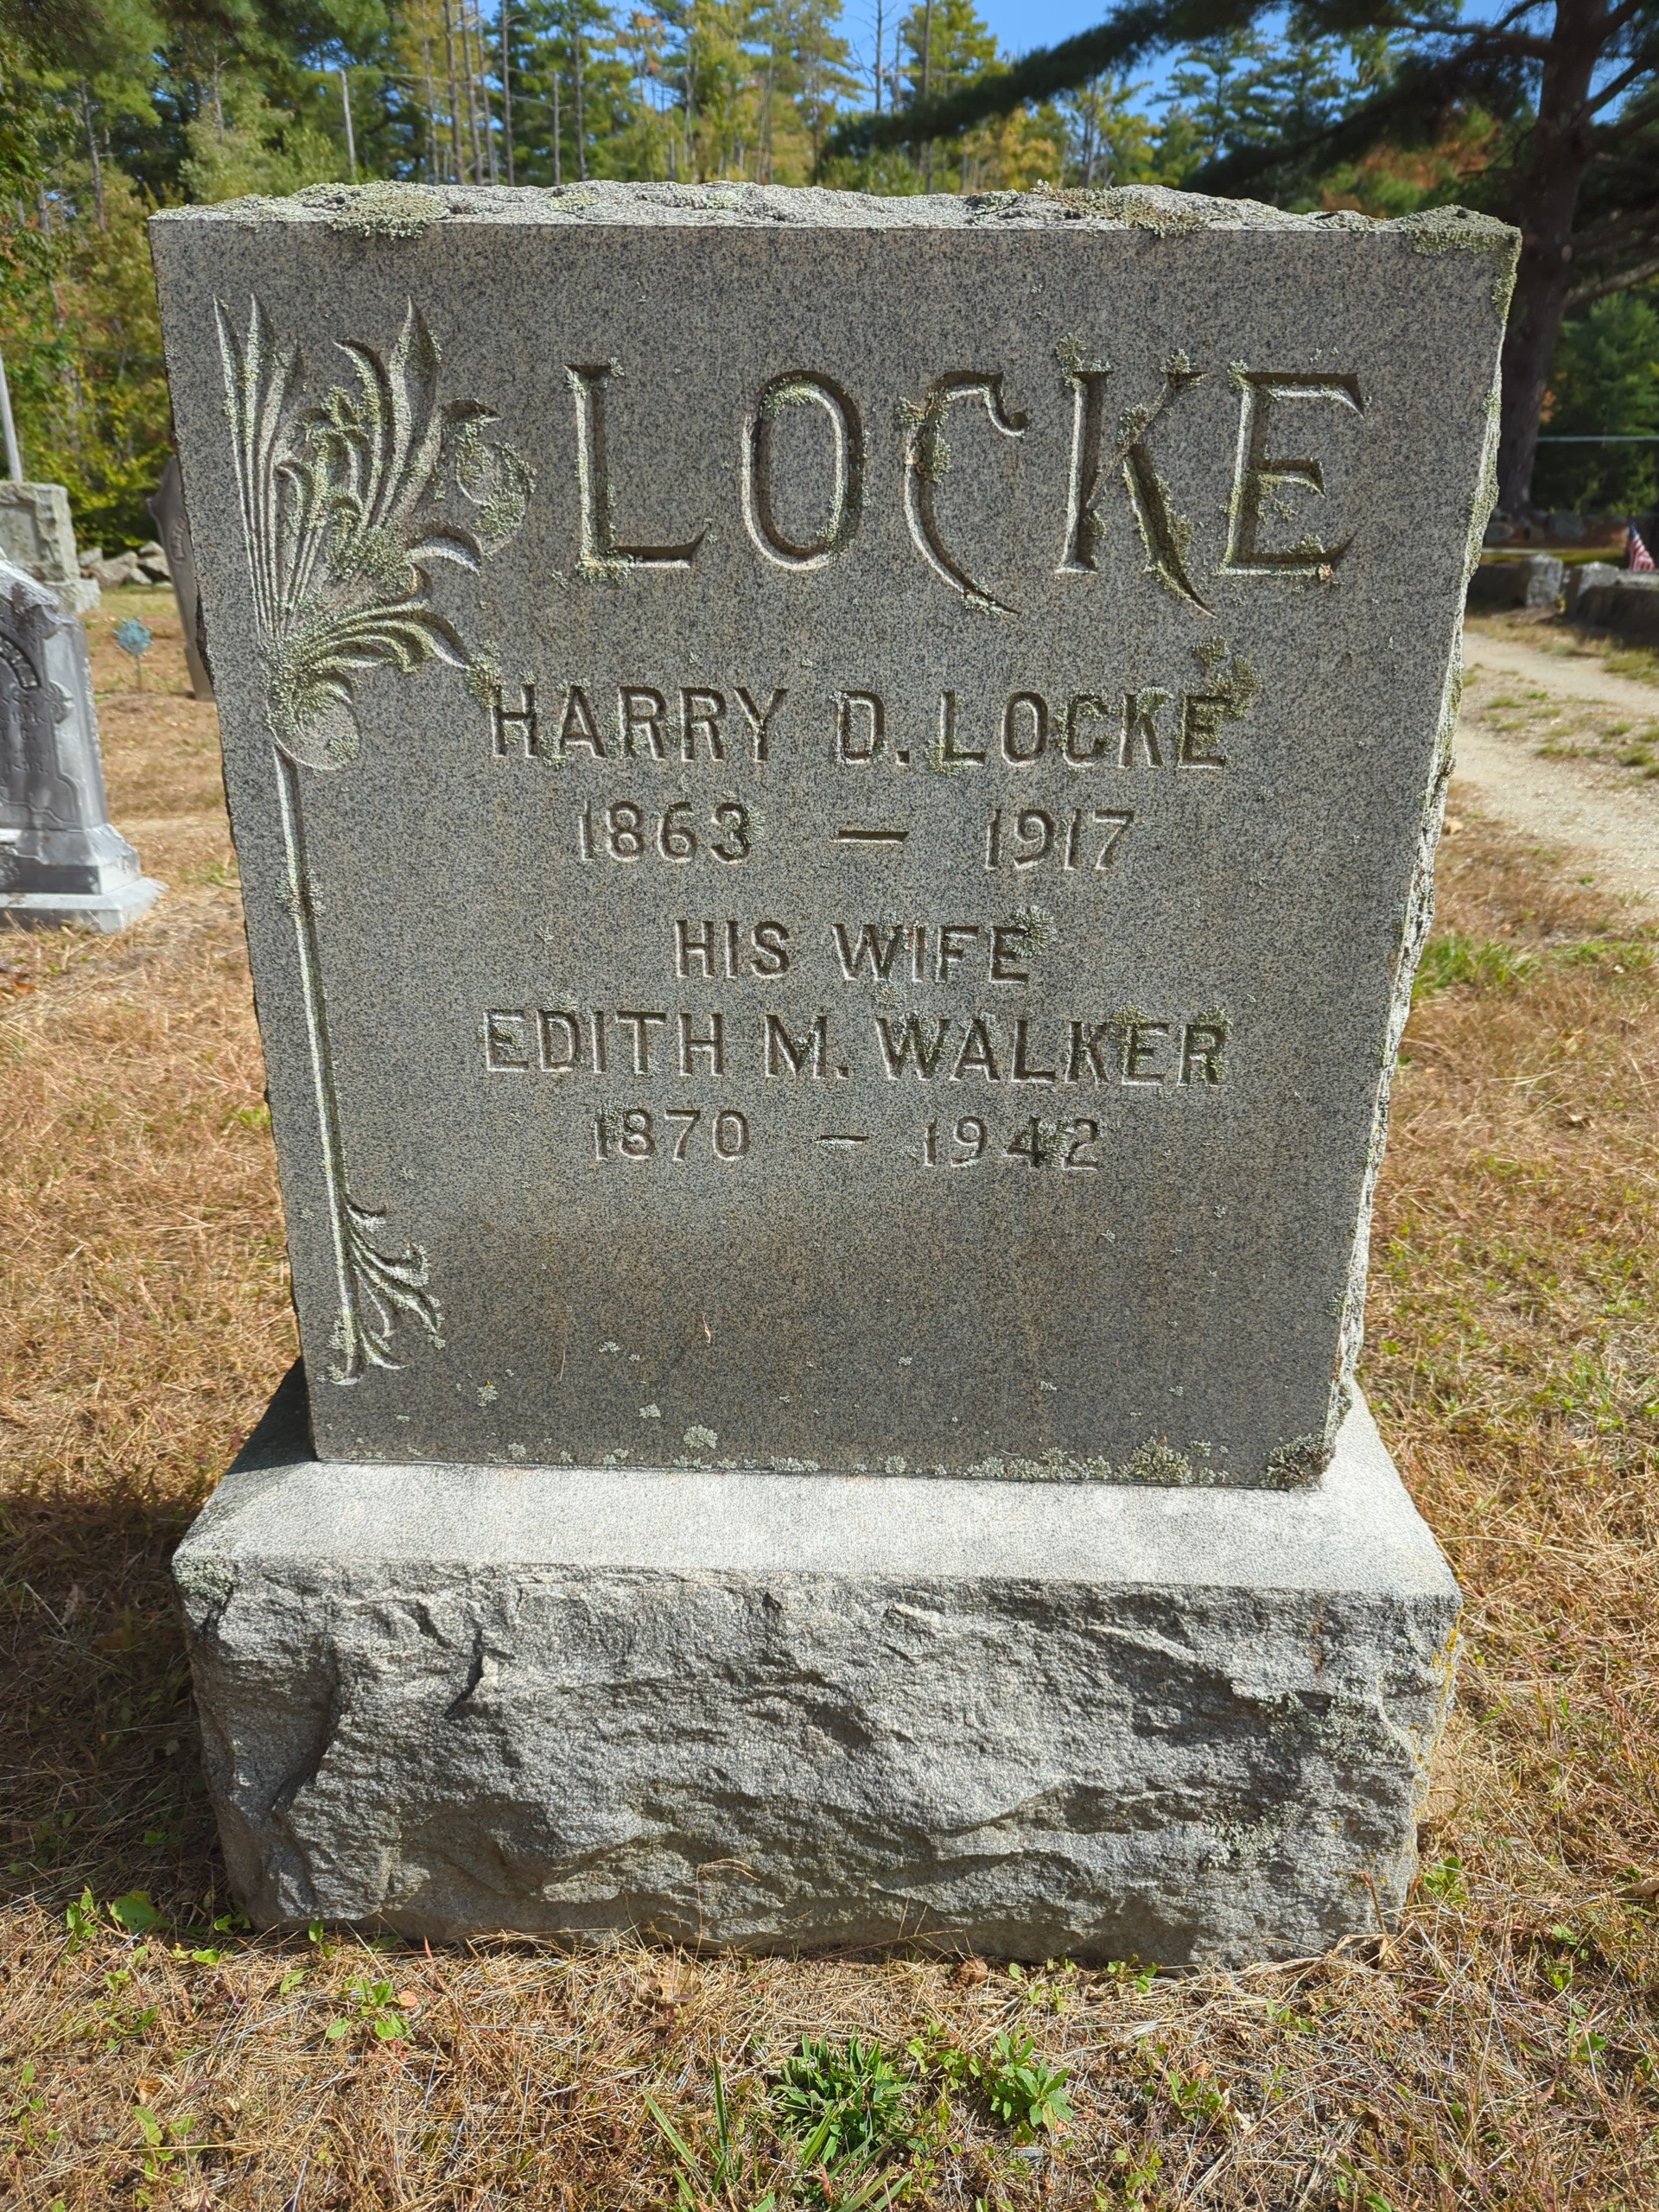 LOCKE
HARRY D. LOCKE
1863 — 1917
HIS WIFE
EDITH M. WALKER
1870 — 1942